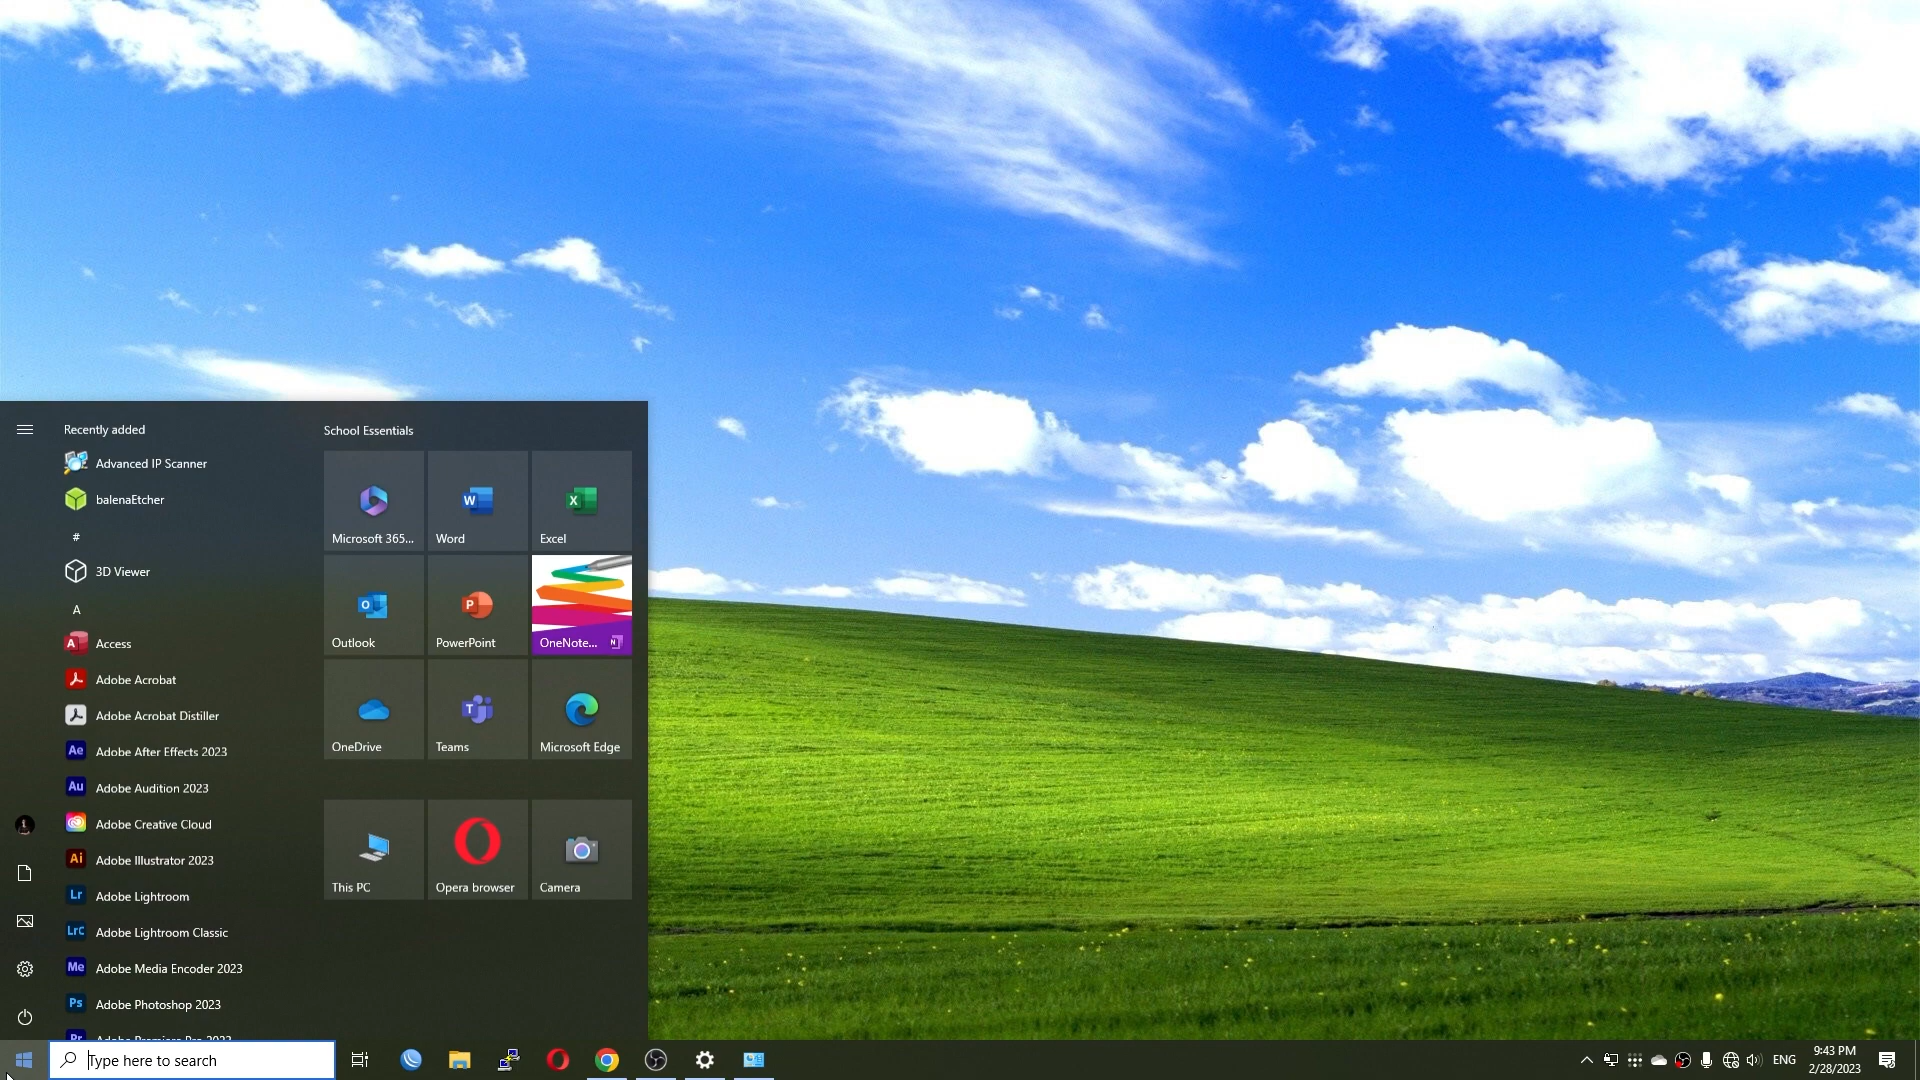 Recently added
Advanced IP Scanner
balenaEtcher
#
3D Viewer
A
Access
Adobe Acrobat
Adobe Acrobat Distiller
Adobe After Effects 2023
Adobe Audition 2023
Adobe Creative Cloud
Adobe Illustrator 2023
Adobe Lightroom
Adobe Lightroom Classic
Adobe Media Encoder 2023
Adobe Photoshop 2023
Adobe Premiere Pro 2023
School Essentials
Microsoft 365...
Word
Excel
Outlook
PowerPoint
OneNote...
OneDrive
Teams
Microsoft Edge
This PC
Opera browser
Camera
Type here to search
ENG
9:43 PM
2/28/2023